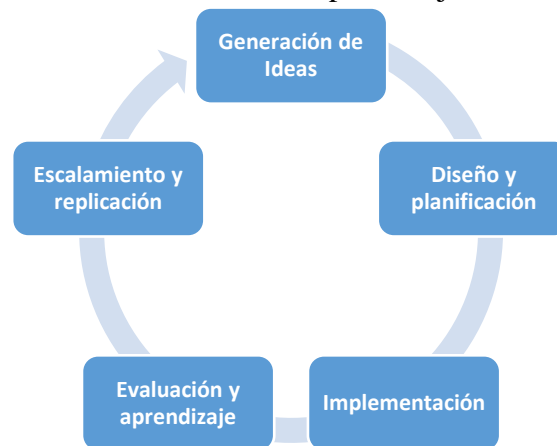 Generación de
Ideas
Diseño y
planificación
Implementación
Evaluación y
aprendizaje
Escalamiento y
replicación